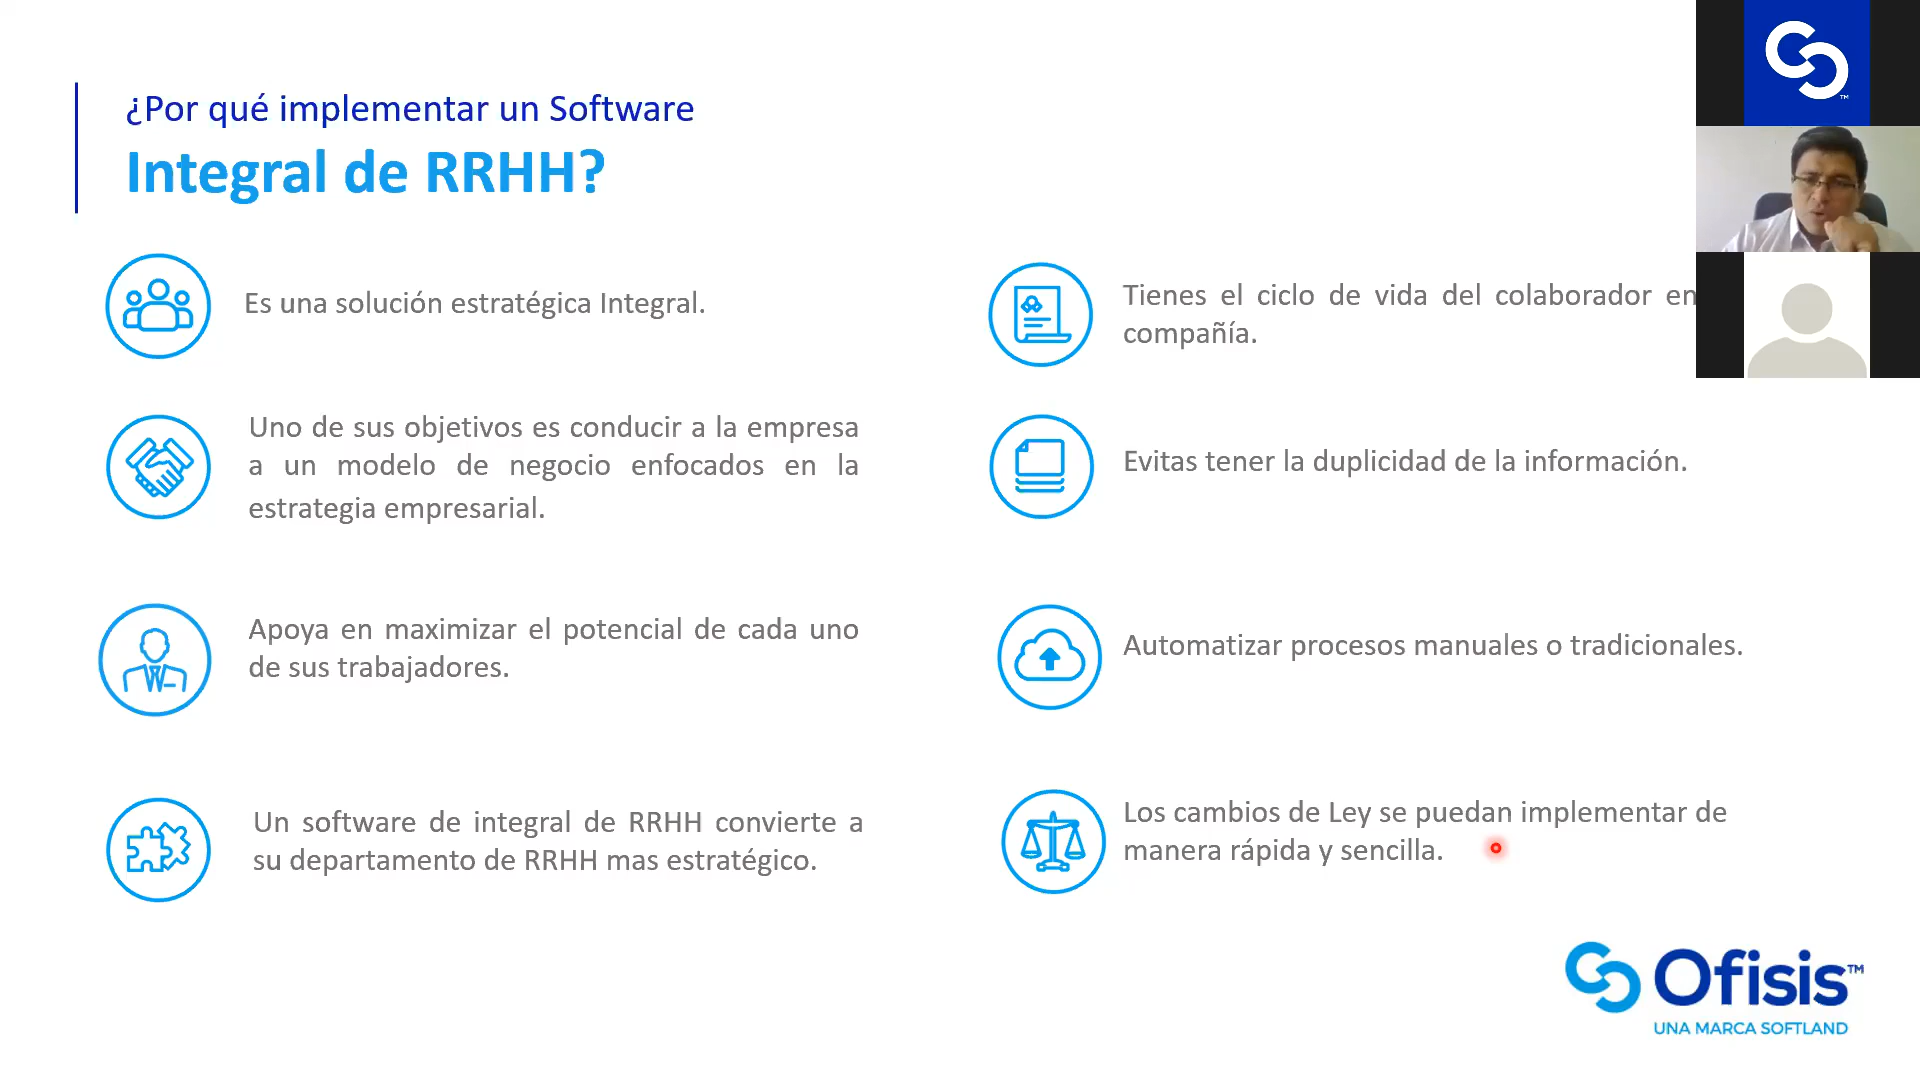 ¿Por qué implementar un Software
Integral de RRHH?
Es una solución estratégica Integral.
Uno de sus objetivos es conducir a la empresa
a un modelo de negocio enfocados en la
estrategia empresarial.
Apoya en maximizar el potencial de cada uno
de sus trabajadores.
Un software de integral de RRHH convierte a
su departamento de RRHH mas estratégico.
Tienes el ciclo de vida del colaborador en
compañía.
Evitas tener la duplicidad de la información.
Automatizar procesos manuales o tradicionales.
Los cambios de Ley se puedan implementar de
manera rápida y sencilla.
Ofisis™
UNA MARCA SOFTLAND